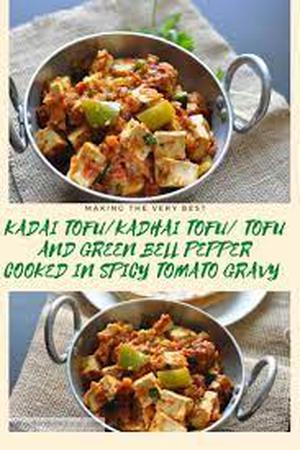 MAKING THE VERY BEST
KADAI TOFU/KADHAI TOFU/ TOFU
AND GREEN BELL PEPPER
COOKED IN SPICY TOMATO GRAVY